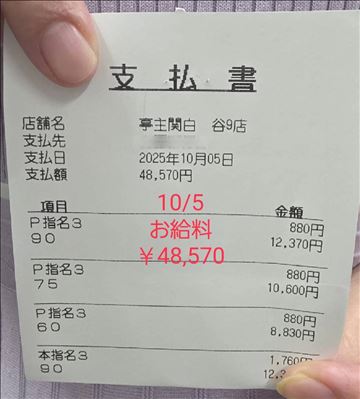 支払書
店舗名 亭主関白 谷9店
支払先
支払日 2025年10月05日
支払額 48,570円
10/5
お給料
￥48,570
項目 金額
P指名3 880円
90 12,370円
P指名3 880円
75 10,600円
P指名3 880円
60 8,830円
本指名3 1,760円
90